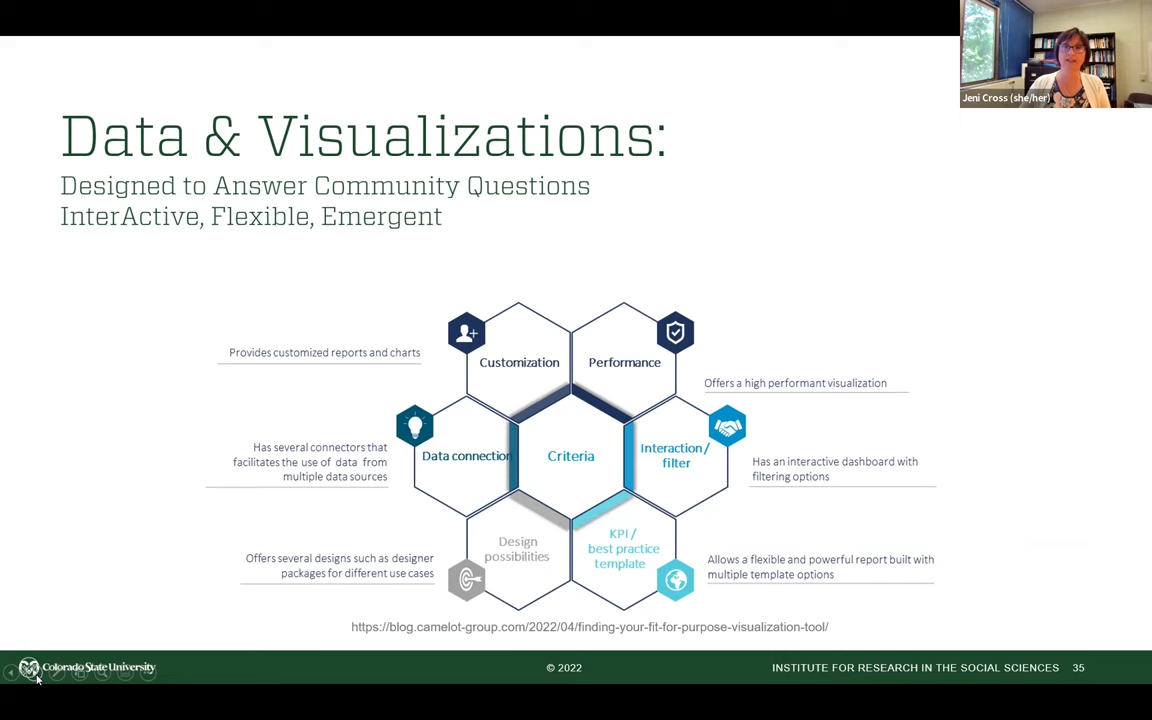 Jeni Cross (she/her)
Data & Visualizations:
Designed to Answer Community Questions
InterActive, Flexible, Emergent
Customization
Performance
Provides customized reports and charts
Offers a high performant visualization
Has several connectors that
facilitates the use of data from
multiple data sources
Data connection
Criteria
Interaction/
filter
Has an interactive dashboard with
filtering options
Design
possibilities
KPI /
best practice
template
Offers several designs such as designer
packages for different use cases
Allows a flexible and powerful report built with
multiple template options
https://blog.camelot-group.com/2022/04/finding-your-fit-for-purpose-visualization-tool/
Colorado State University
© 2022
INSTITUTE FOR RESEARCH IN THE SOCIAL SCIENCES 35